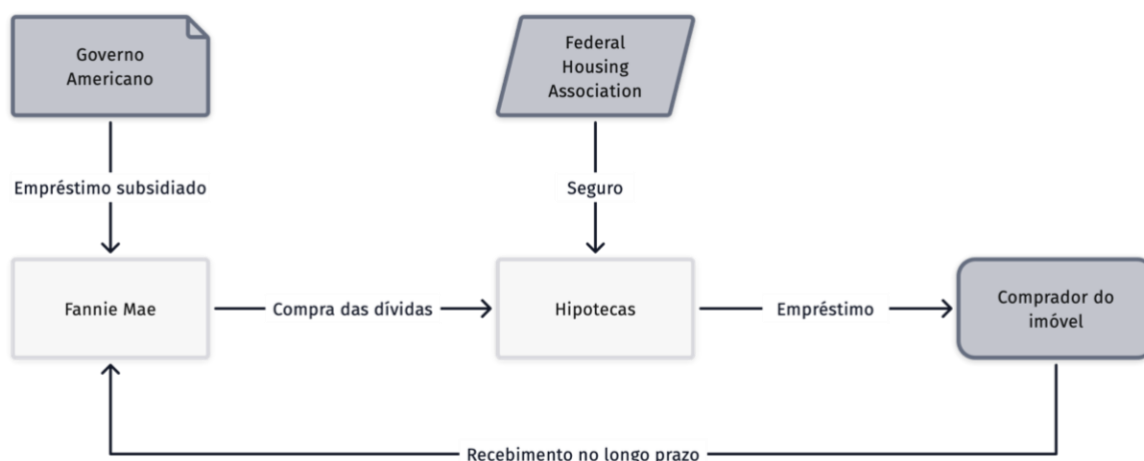 Governo
Americano
Federal
Housing
Association
Empréstimo subsidiado
Seguro
Fannie Mae
Compra das dívidas
Hipotecas
Empréstimo
Comprador do
imóvel
Recebimento no longo prazo